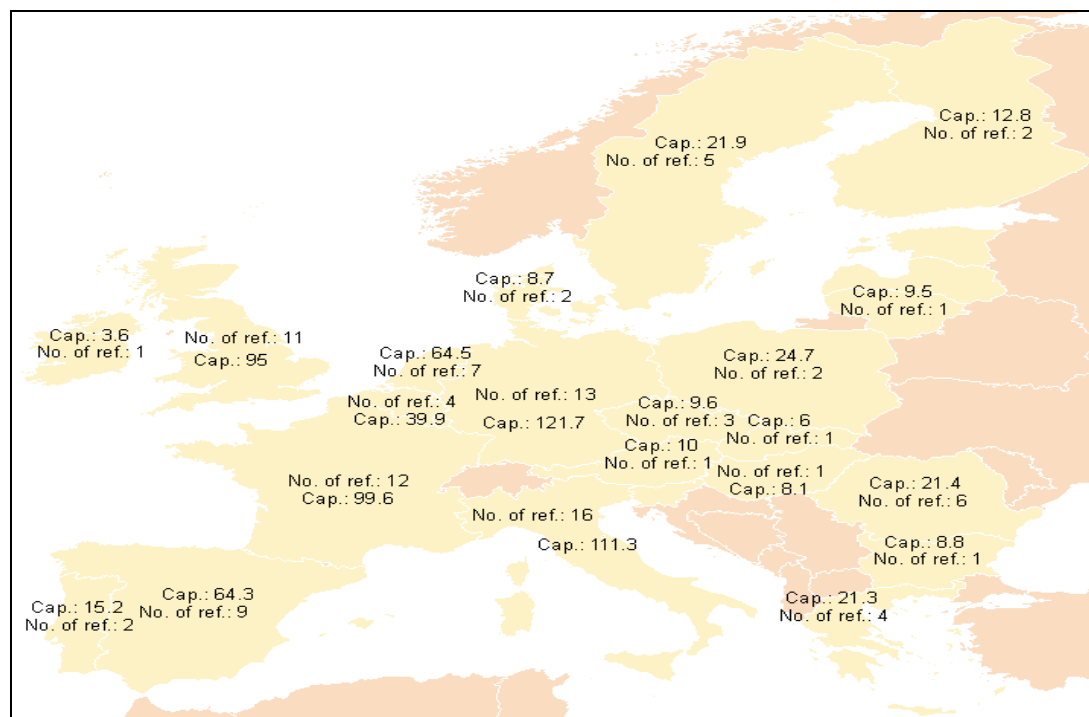 Cap.: 12.8
No. of ref.: 2
Cap.: 21.9
No. of ref.: 5
Cap.: 8.7
No. of ref.: 2
Cap.: 9.5
No. of ref.: 1
Cap.: 3.6
No. of ref.: 1
No. of ref.: 11
Cap.: 95
Cap.: 64.5
No. of ref.: 7
Cap.: 24.7
No. of ref.: 2
No. of ref.: 4
Cap.: 39.9
No. of ref.: 13
Cap.: 121.7
Cap.: 9.6
No. of ref.: 3
Cap.: 6
No. of ref.: 1
Cap.: 10
No. of ref.: 1
No. of ref.: 1
Cap.: 8.1
No. of ref.: 12
Cap.: 99.6
Cap.: 21.4
No. of ref.: 6
No. of ref.: 16
Cap.: 111.3
Cap.: 8.8
No. of ref.: 1
Cap.: 15.2
No. of ref.: 2
Cap.: 64.3
No. of ref.: 9
Cap.: 21.3
No. of ref.: 4